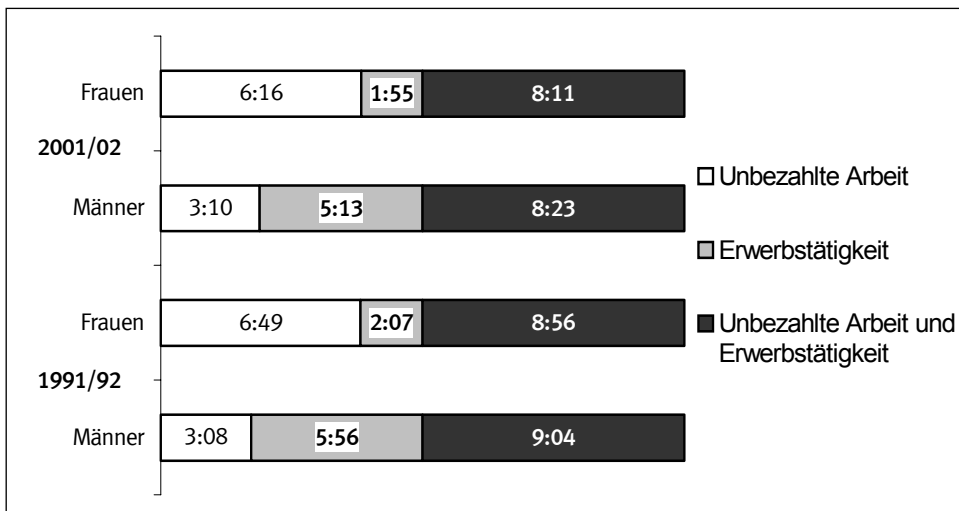 Frauen 6:16 1:55 8:11
2001/02
Männer 3:10 5:13 8:23
Frauen 6:49 2:07 8:56
1991/92
Männer 3:08 5:56 9:04
Unbezahlte Arbeit
Erwerbstätigkeit
Unbezahlte Arbeit und
Erwerbstätigkeit